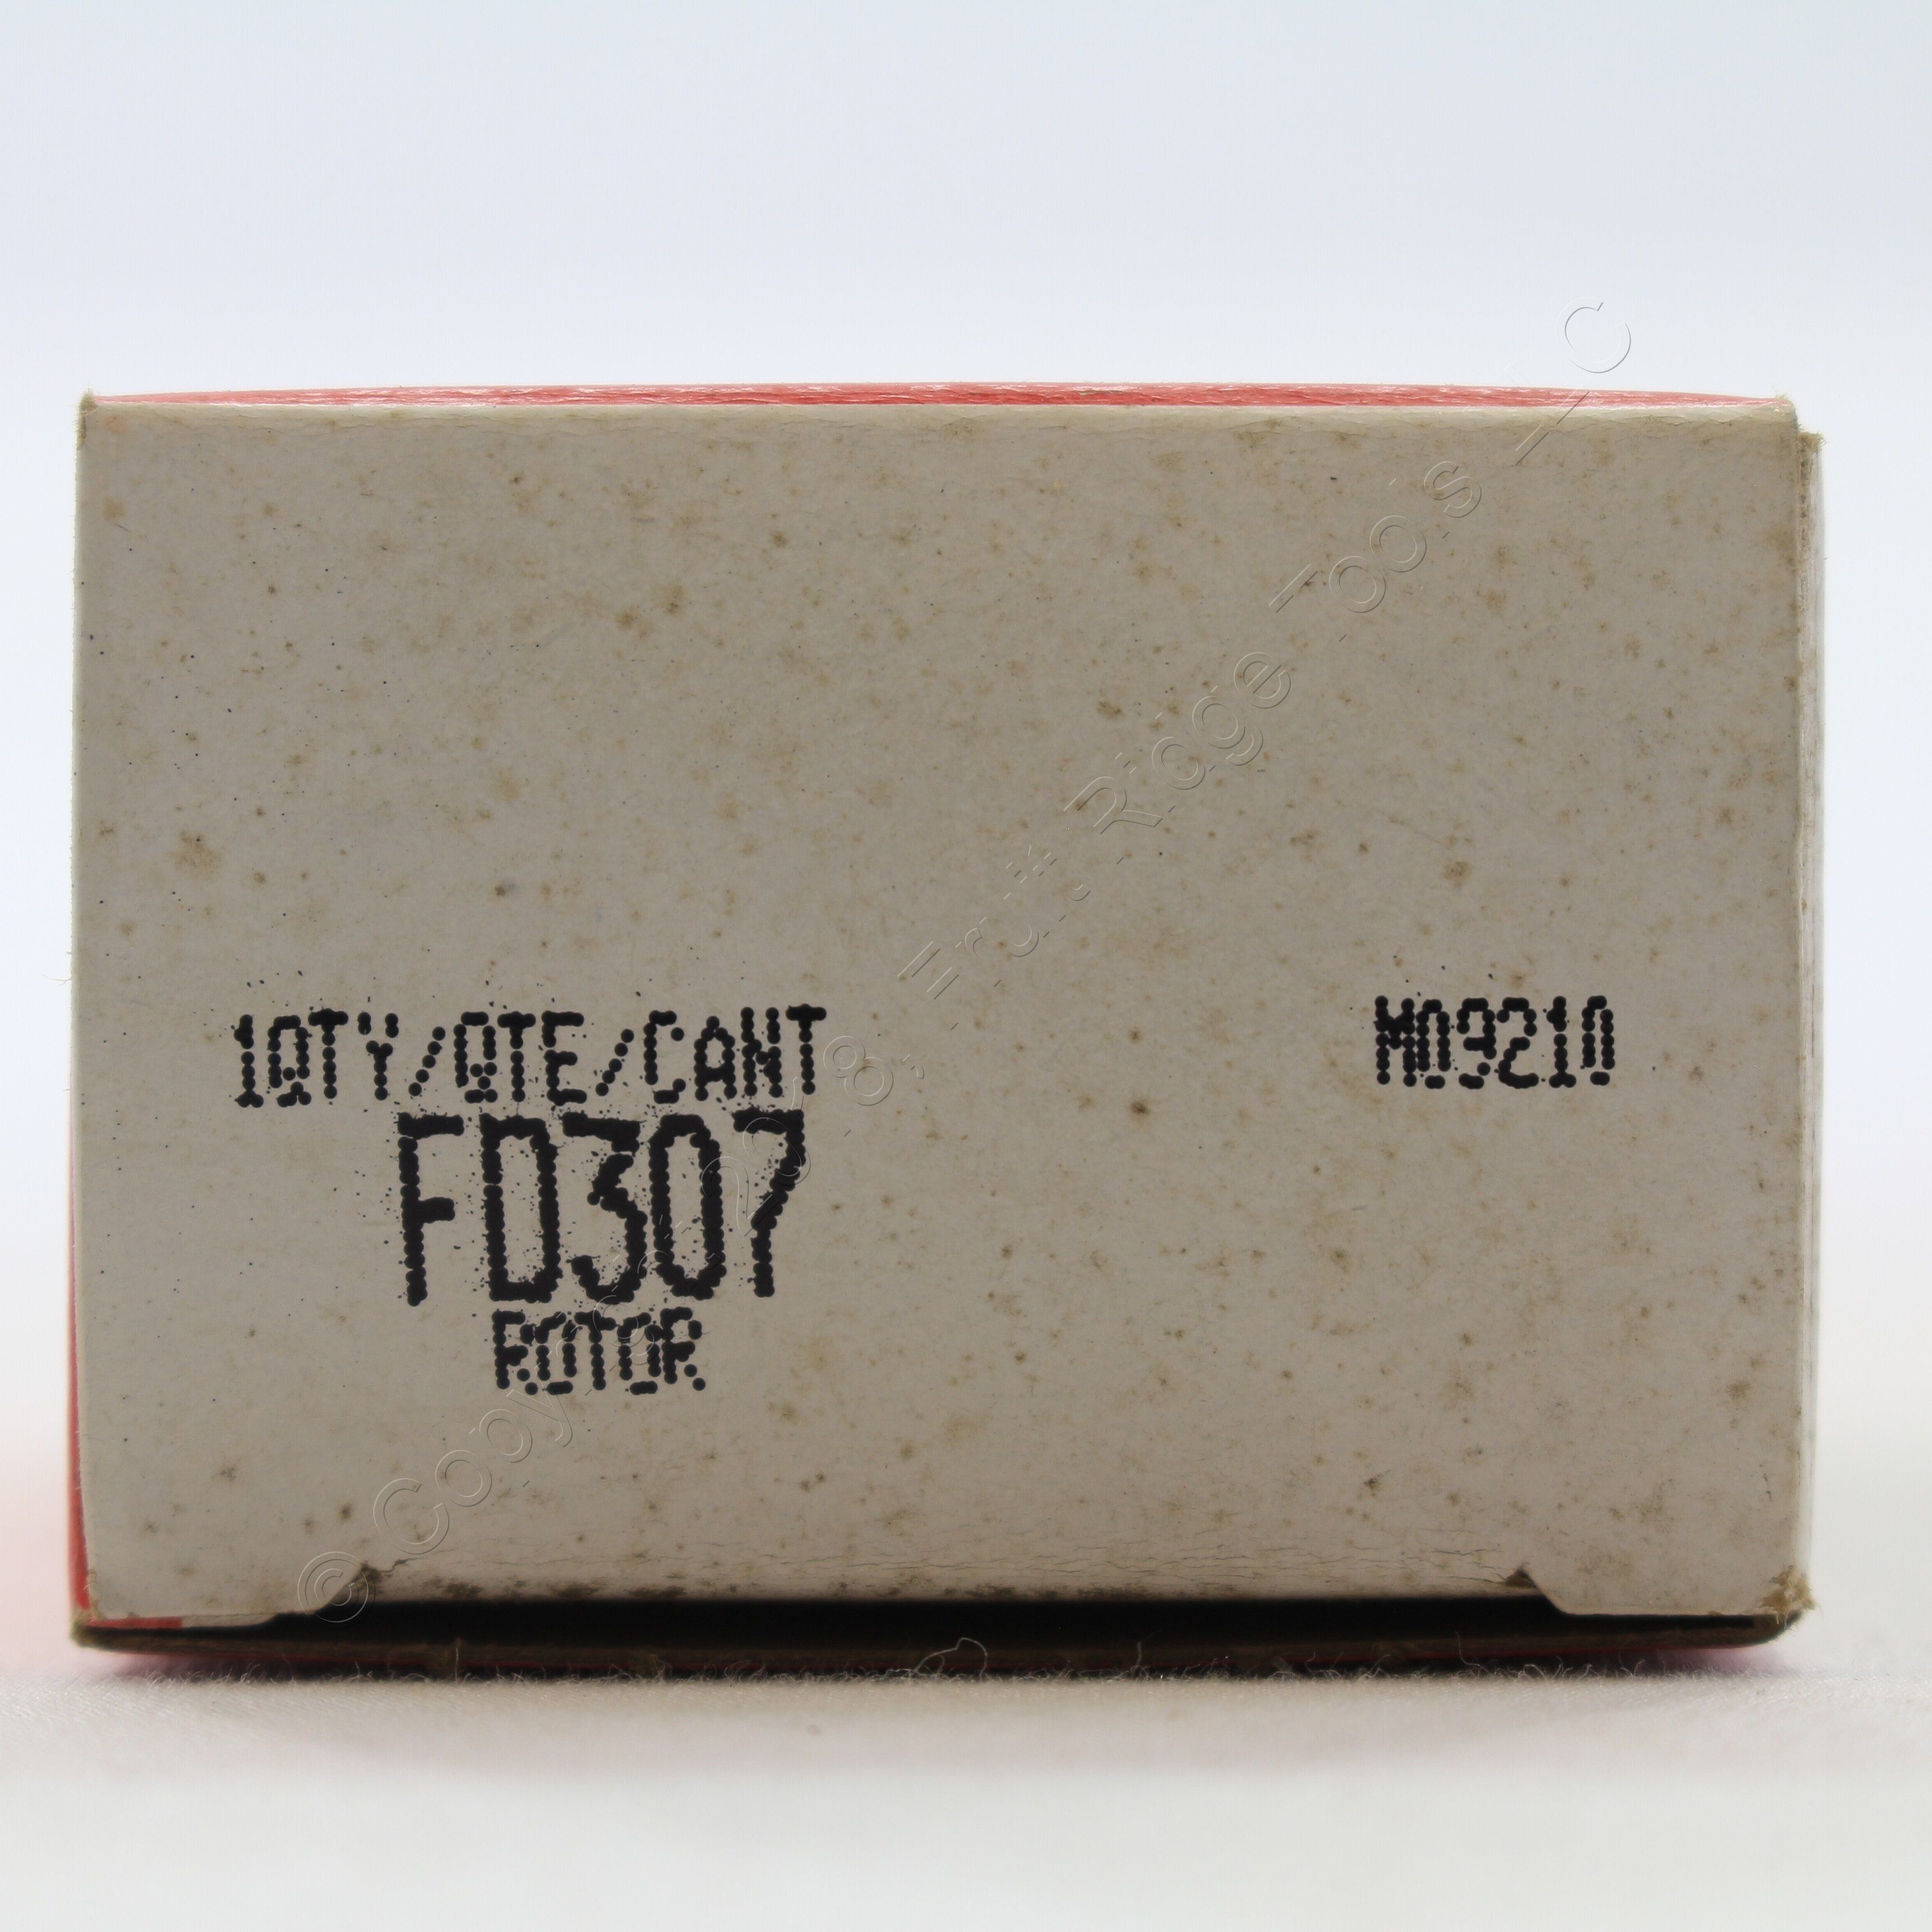 1QTY/QTE/CANT
M09210
FD307
ROTOR